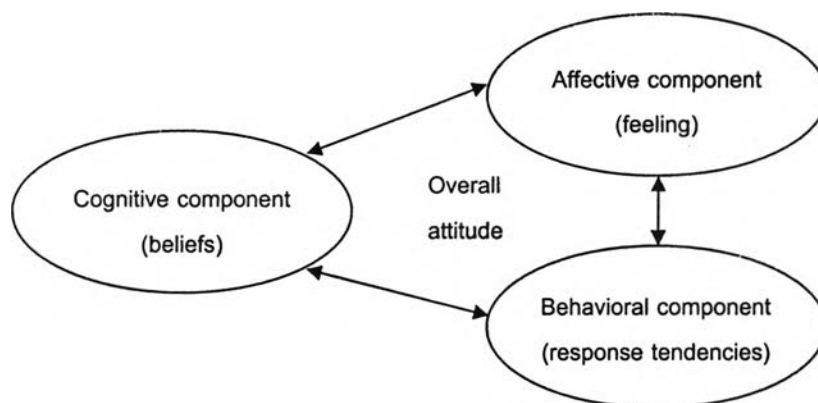 Affective component
(feeling)
Cognitive component
(beliefs)
Overall
attitude
Behavioral component
(response tendencies)